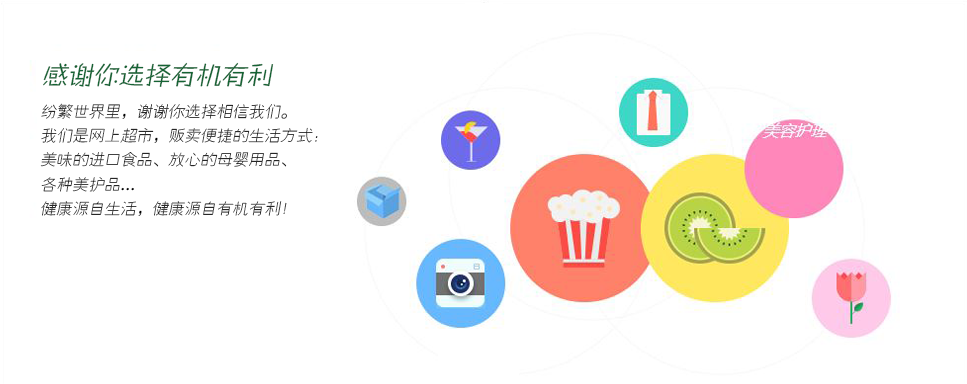 感谢你选择有机有利
纷繁世界里，谢谢你选择相信我们。
我们是网上超市，贩卖便捷的生活方式：
美味的进口食品、放心的母婴用品、
各种美护品...
健康源自生活，健康源自有机有利！
美容护理